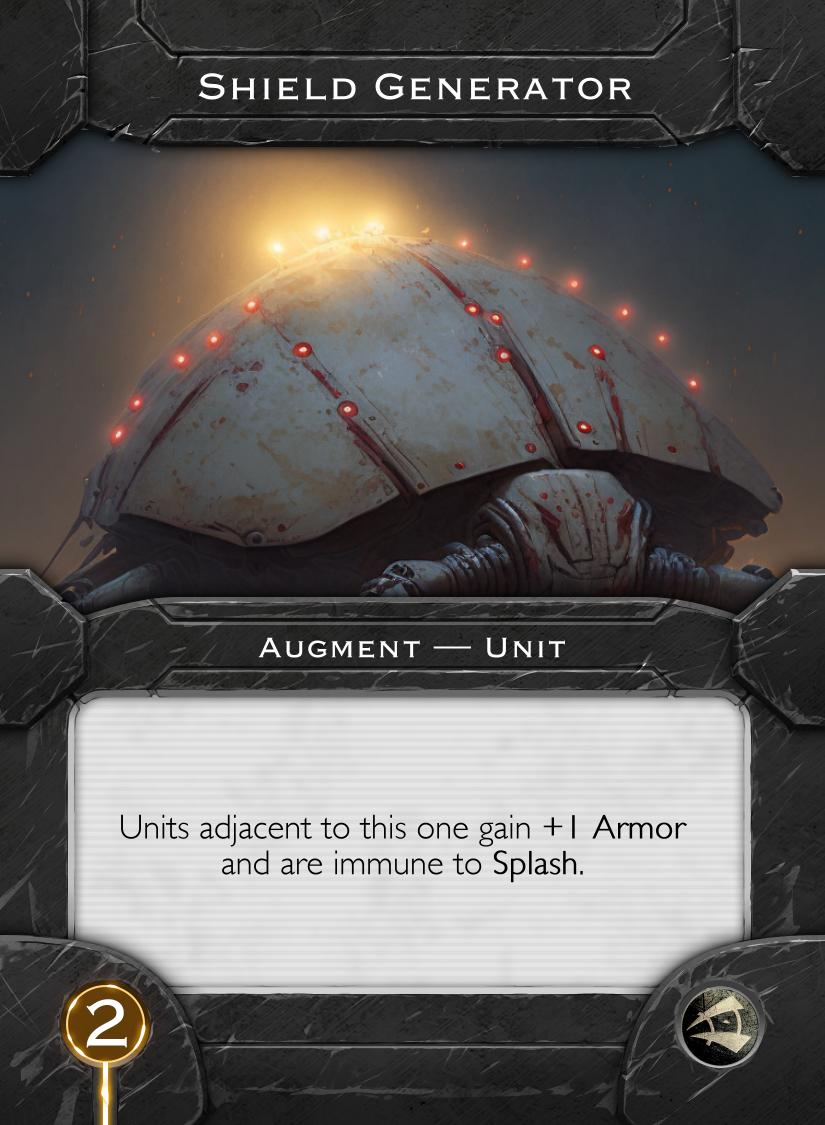 Shield Generator
Augment — Unit
Units adjacent to this one gain +1 Armor
and are immune to Splash.
2